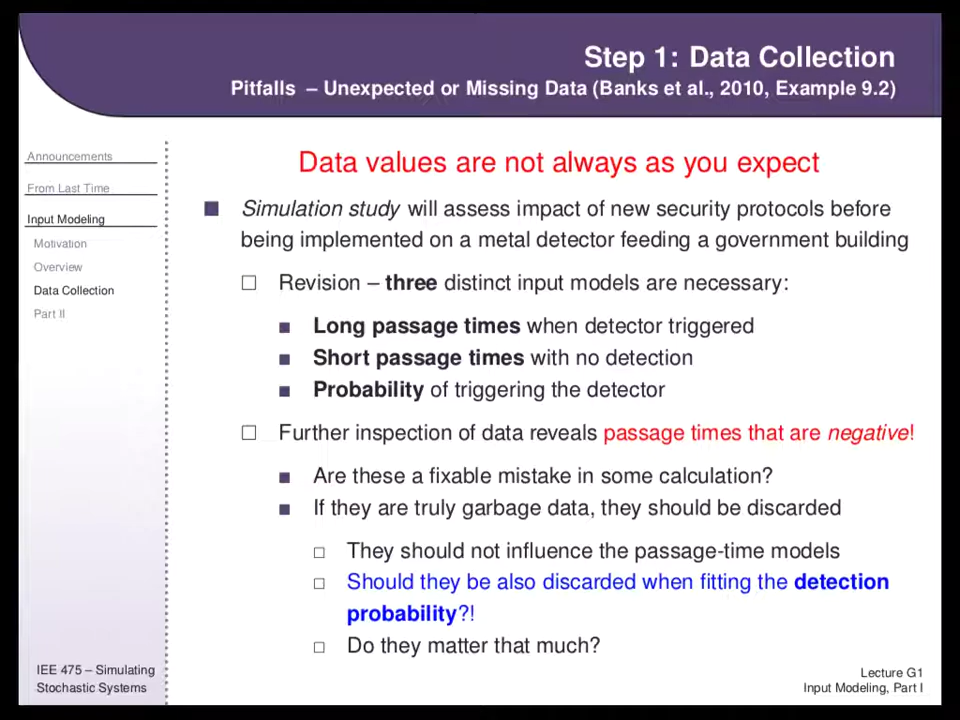 Step 1: Data Collection
Pitfalls – Unexpected or Missing Data (Banks et al., 2010, Example 9.2)
Announcements
From Last Time
Input Modeling
Motivation
Overview
Data Collection
Part II
Data values are not always as you expect
Simulation study will assess impact of new security protocols before
being implemented on a metal detector feeding a government building
Revision – three distinct input models are necessary:
Long passage times when detector triggered
Short passage times with no detection
Probability of triggering the detector
Further inspection of data reveals passage times that are negative!
Are these a fixable mistake in some calculation?
If they are truly garbage data, they should be discarded
They should not influence the passage-time models
Should they be also discarded when fitting the detection
probability?!
Do they matter that much?
IEE 475 – Simulating
Stochastic Systems
Lecture G1
Input Modeling, Part I